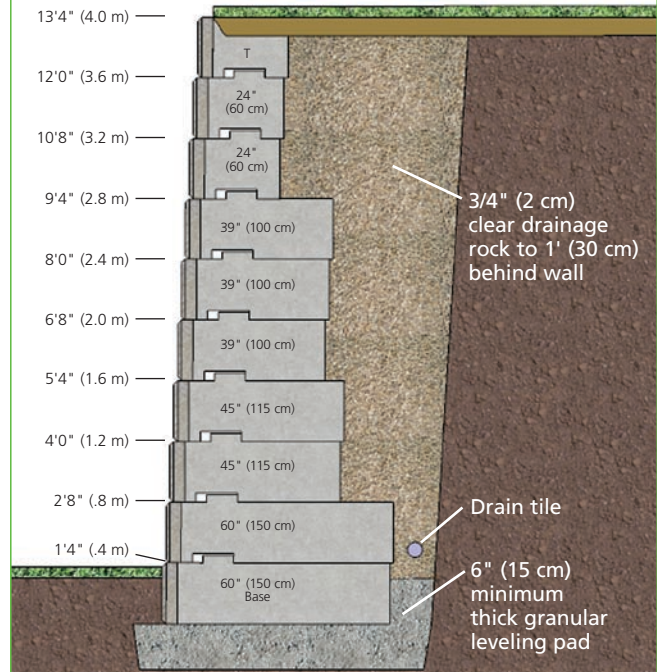 13'4" (4.0 m)
T
12'0" (3.6 m)
24"
(60 cm)
10'8" (3.2 m)
24"
(60 cm)
9'4" (2.8 m)
3/4" (2 cm)
clear drainage
rock to 1' (30 cm)
behind wall
39" (100 cm)
8'0" (2.4 m)
39" (100 cm)
6'8" (2.0 m)
39" (100 cm)
5'4" (1.6 m)
45" (115 cm)
4'0" (1.2 m)
45" (115 cm)
2'8" (.8 m)
Drain tile
60" (150 cm)
1'4" (.4 m)
6" (15 cm)
minimum
thick granular
leveling pad
60" (150 cm)
Base